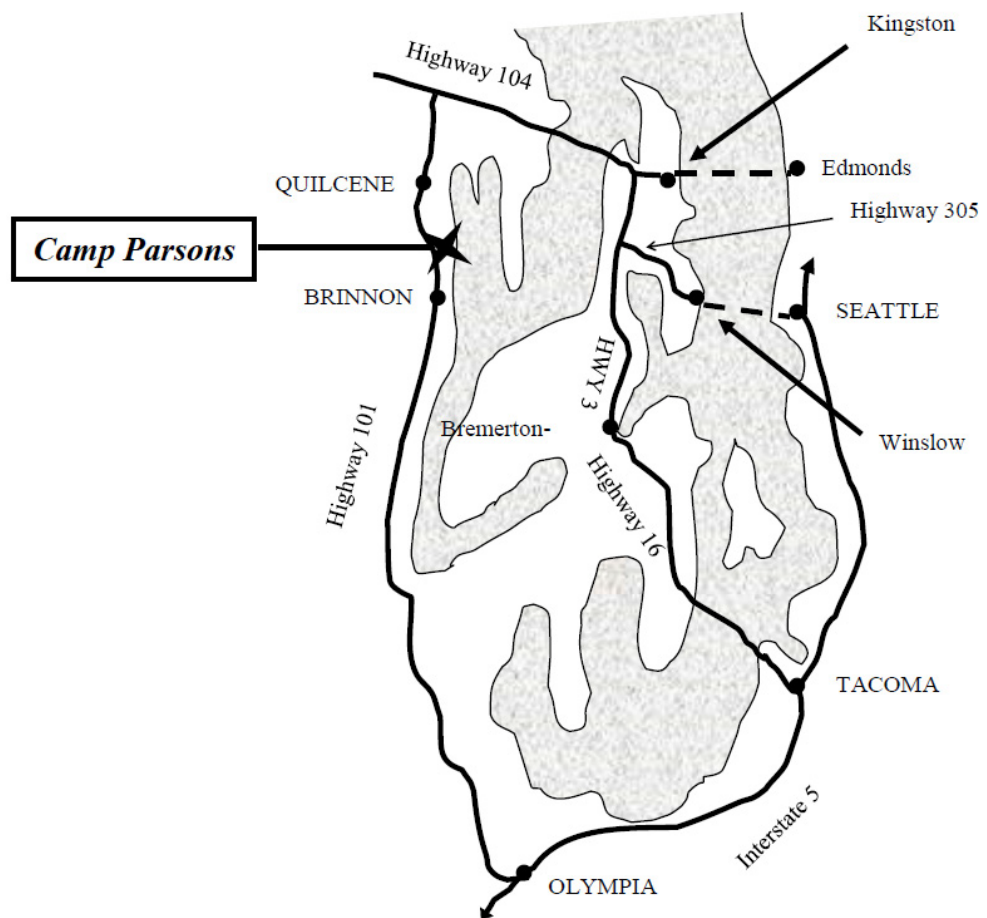 Kingston
Highway 104
Edmonds
QUILCENE
Highway 305
Camp Parsons
BRINNON
SEATTLE
HWY 3
Highway 101
Bremerton-
Winslow
Highway 16
TACOMA
Interstate 5
OLYMPIA